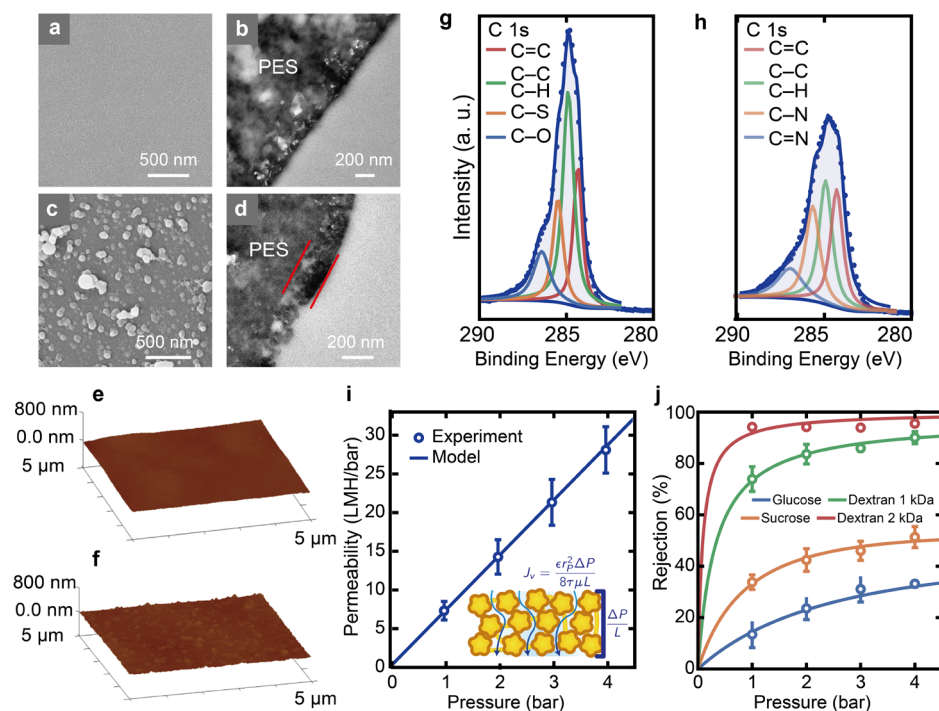 a
500 nm
b
PES
200 nm
c
500 nm
d
PES
200 nm
e
800 nm
0.0 nm
5 µm
5 µm
f
800 nm
0.0 nm
5 µm
5 µm
g
C 1s
C=C
C–C
C–H
C–S
C–O
Intensity (a. u.)
290
285
280
Binding Energy (eV)
h
C 1s
C=C
C–C
C–H
C–N
C=N
290
285
280
Binding Energy (eV)
i
Permeability (LMH/bar)
30
25
20
15
10
5
0
Experiment
Model
J_v = ϵr_P^2ΔP / 8τμL
ΔP
L
0 1 2 3 4
Pressure (bar)
j
Rejection (%)
100
80
60
40
20
0
Glucose
Dextran 1 kDa
Sucrose
Dextran 2 kDa
0 1 2 3 4
Pressure (bar)